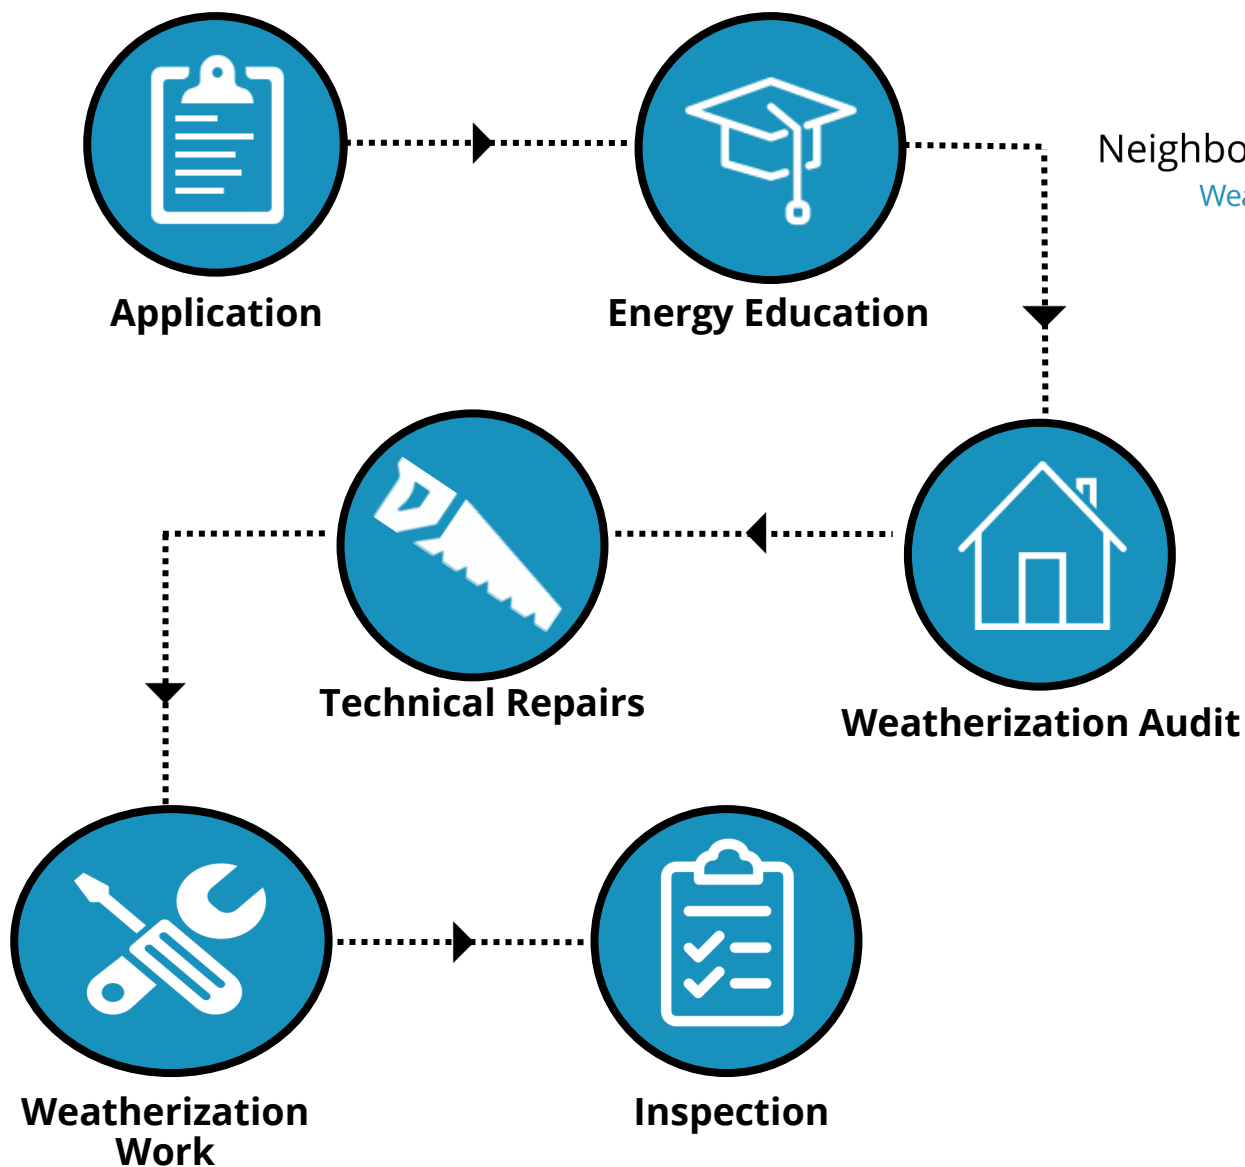 Neighbo
Wea
Application
Energy Education
Technical Repairs
Weatherization Audit
Weatherization
Work
Inspection